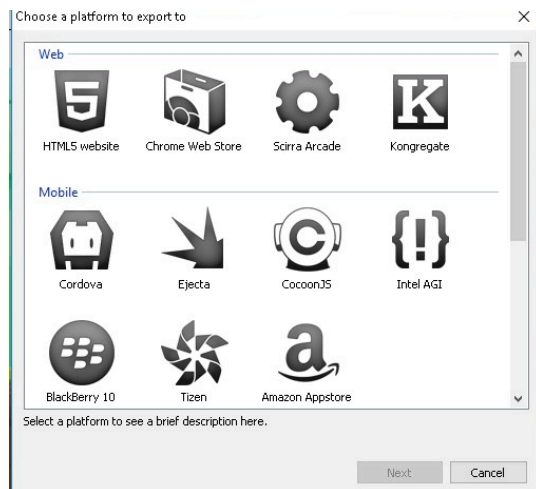 Choose a platform to export to
Web
5
HTML5 website
Chrome Web Store
Scirra Arcade
K
Kongregate
Mobile
Cordova
Ejecta
C
CocoonJS
{!}
Intel AGI
BlackBerry 10
Tizen
a
Amazon Appstore
Select a platform to see a brief description here.
Next
Cancel